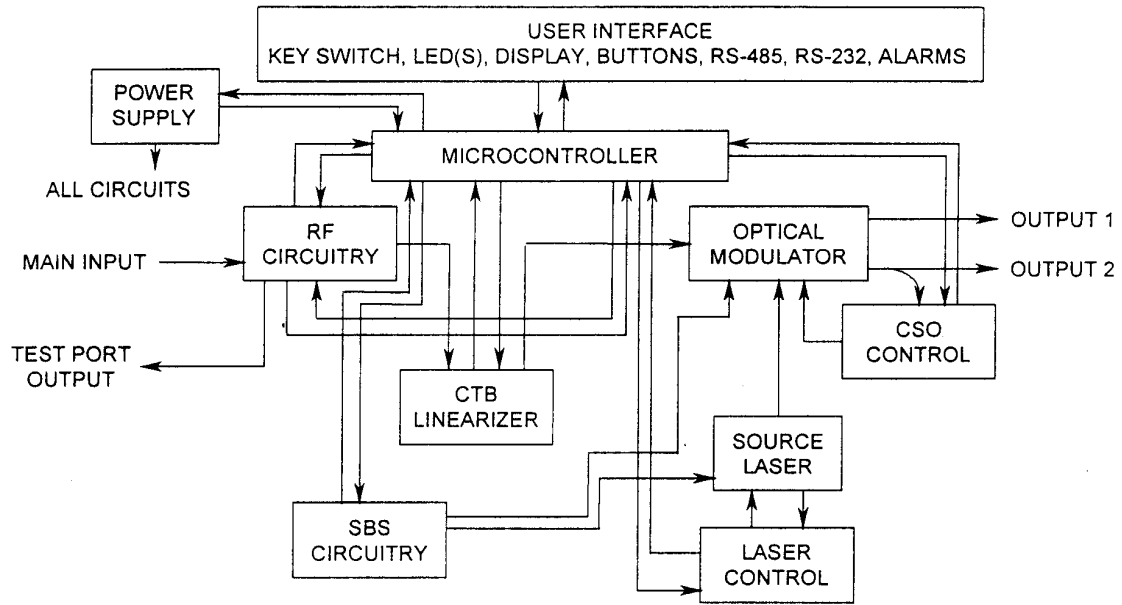 USER INTERFACE
KEY SWITCH, LED(S), DISPLAY, BUTTONS, RS-485, RS-232, ALARMS
POWER
SUPPLY
MICROCONTROLLER
ALL CIRCUITS
RF
CIRCUITRY
OPTICAL
MODULATOR
OUTPUT 1
MAIN INPUT
OUTPUT 2
CSO
CONTROL
TEST PORT
OUTPUT
CTB
LINEARIZER
SOURCE
LASER
SBS
CIRCUITRY
LASER
CONTROL